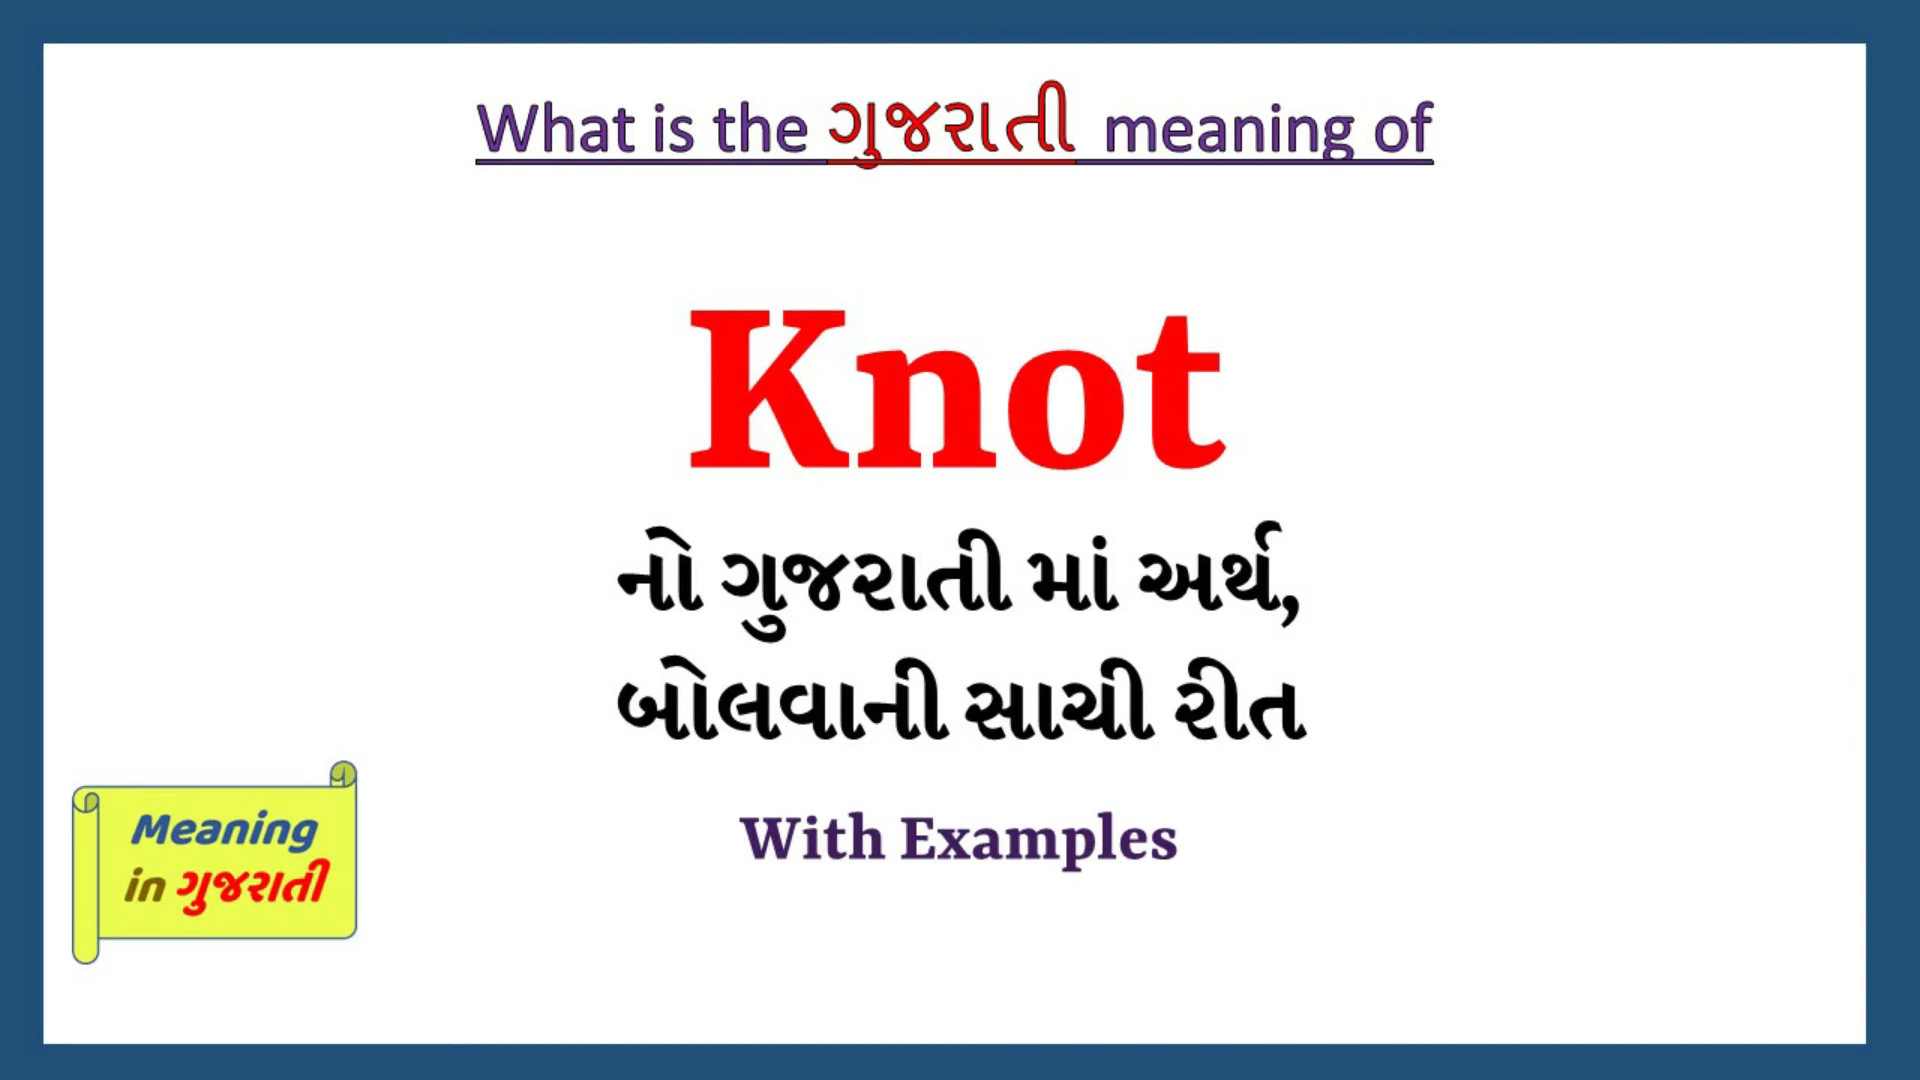 What is the ગુજરાતી meaning of
Knot
નો ગુજરાતી માં અર્થ,
બોલવાની સાચી રીત
With Examples
Meaning
in ગુજરાતી